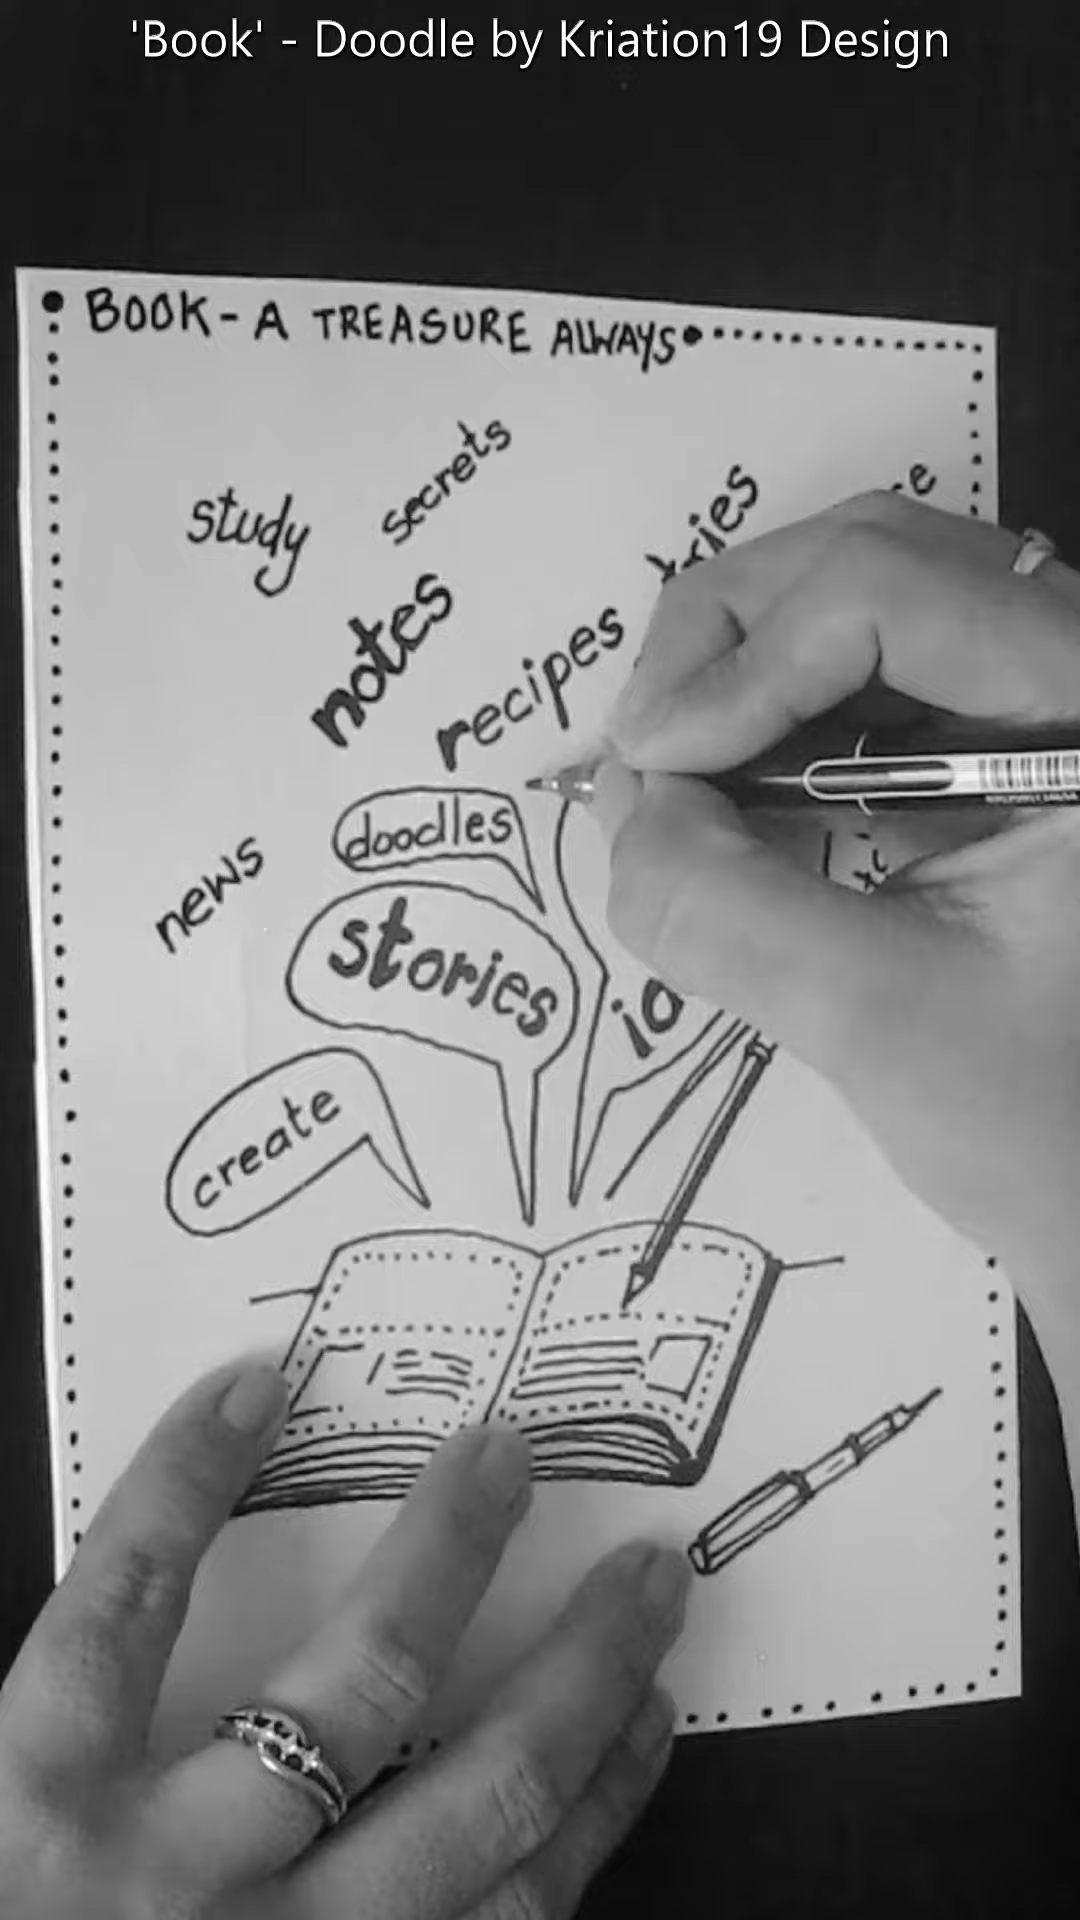 'Book' - Doodle by Kriation19 Design
BOOK - A TREASURE ALWAYS
secrets
study
notes
recipes
doodles
news
stories
create